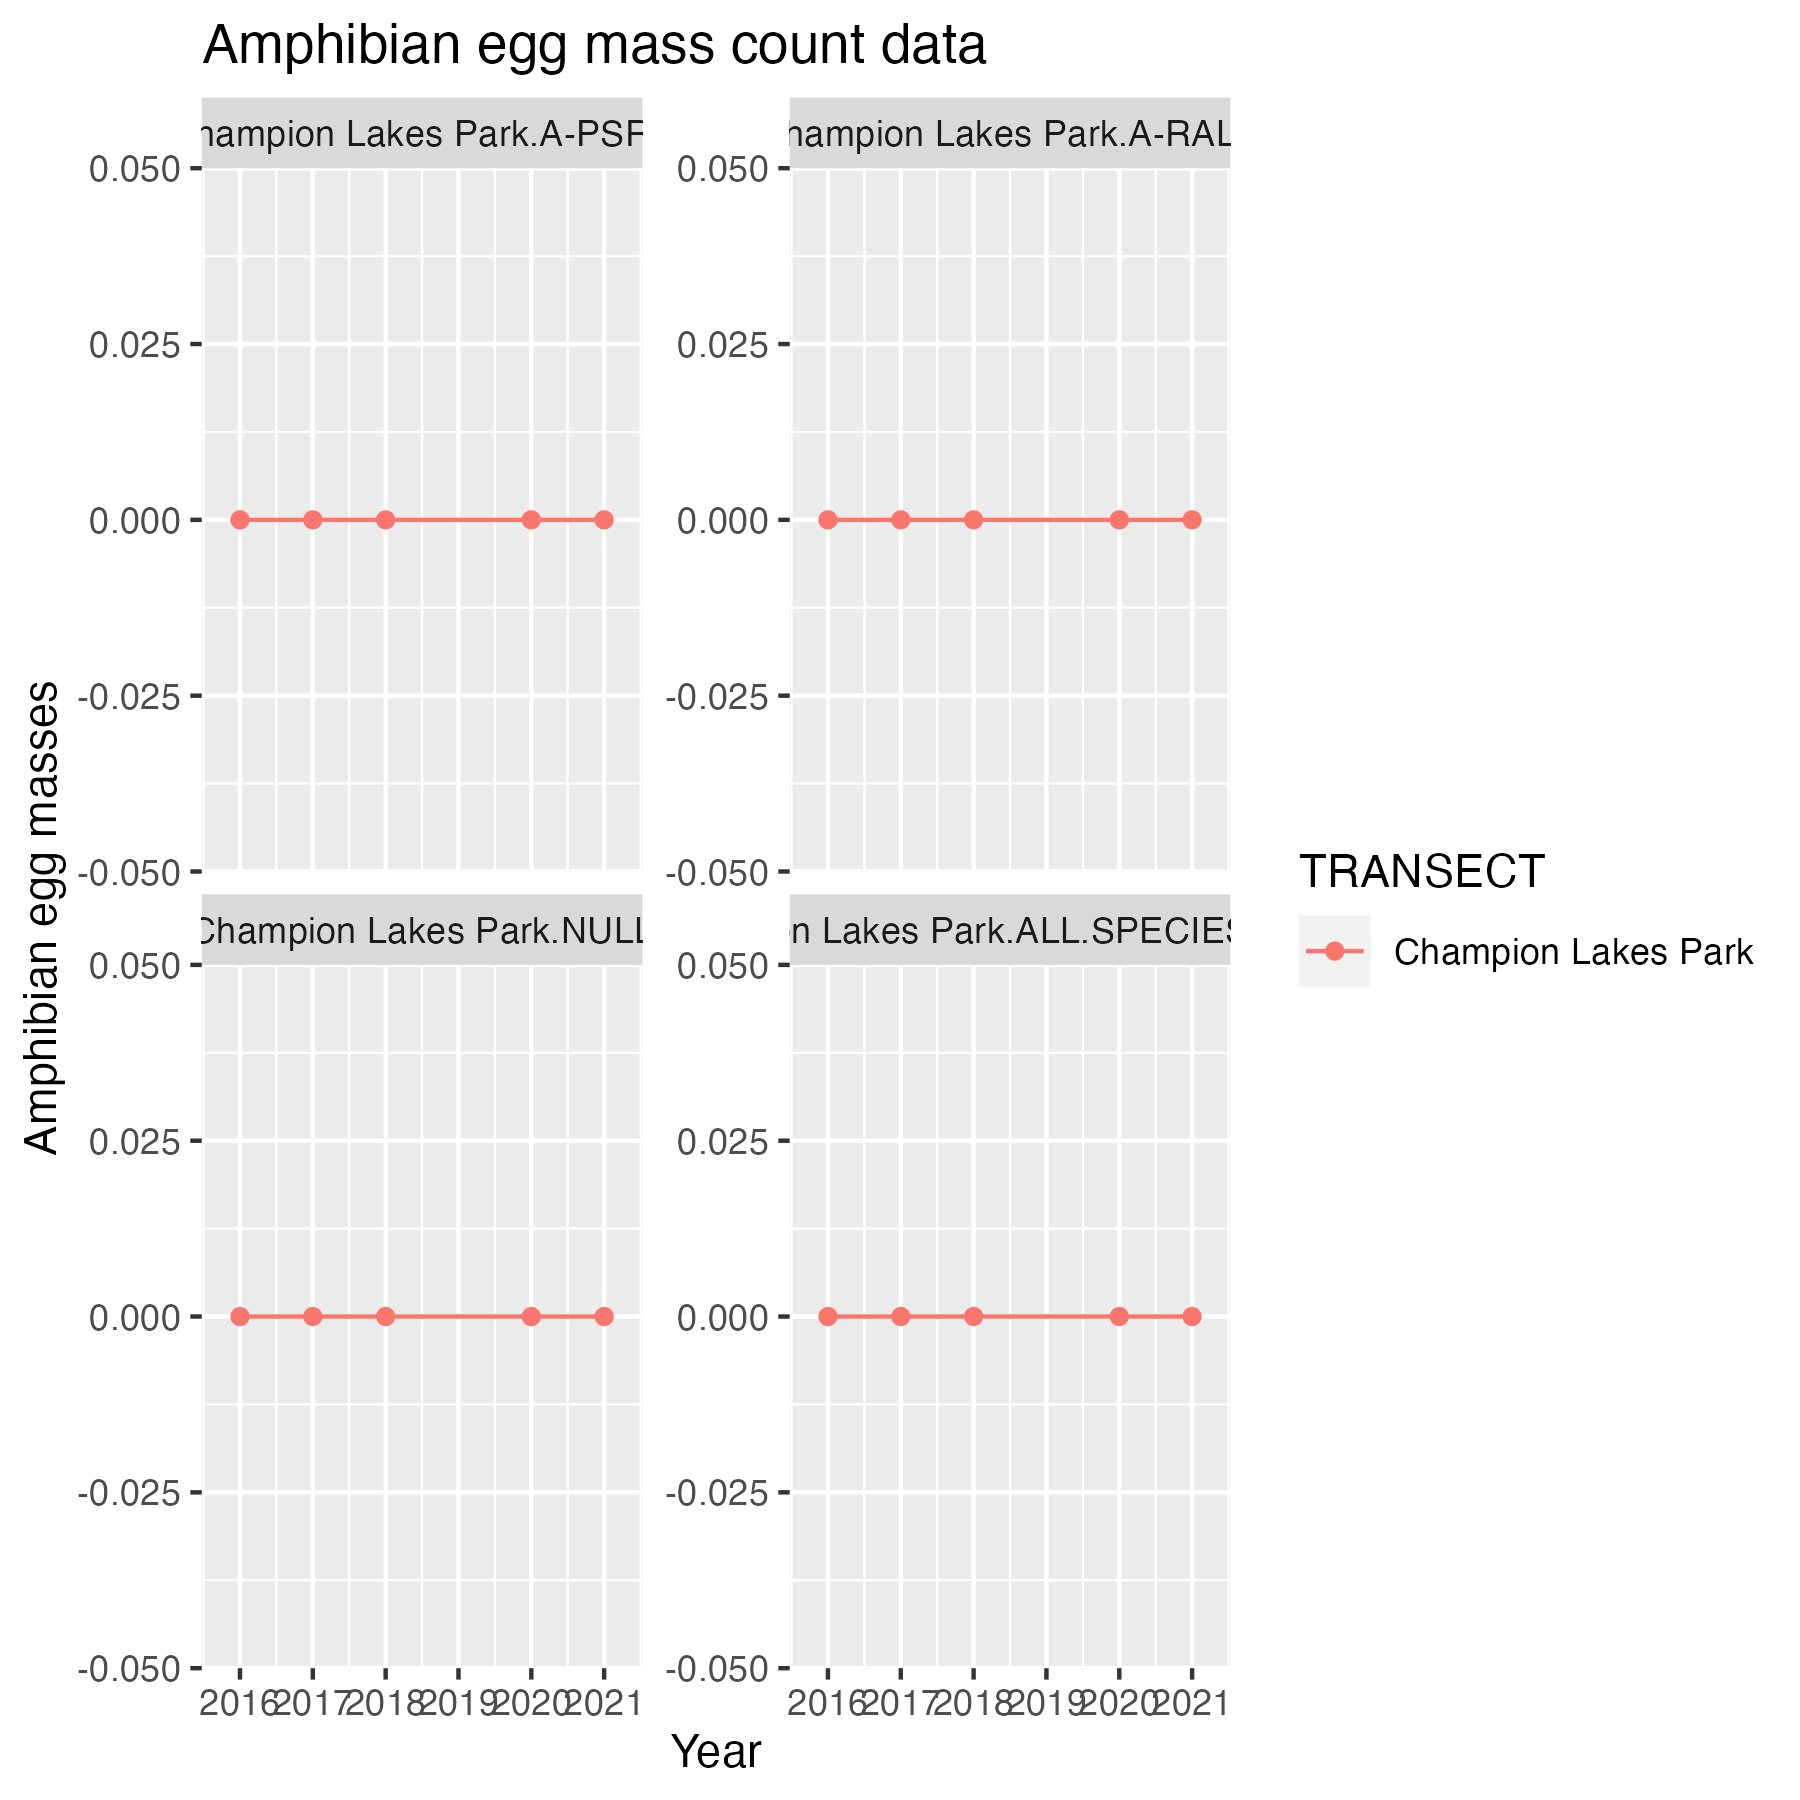 Amphibian egg mass count data
hampion Lakes Park.A-PSR
hampion Lakes Park.A-RAL
0.050
0.025
0.000
-0.025
-0.050
0.050
0.025
0.000
-0.025
-0.050
Champion Lakes Park.NULL
n Lakes Park.ALL.SPECIES
0.050
0.025
0.000
-0.025
-0.050
0.050
0.025
0.000
-0.025
-0.050
2016 2017 2018 2019 2020 2021
2016 2017 2018 2019 2020 2021
Year
Amphibian egg masses
TRANSECT
Champion Lakes Park